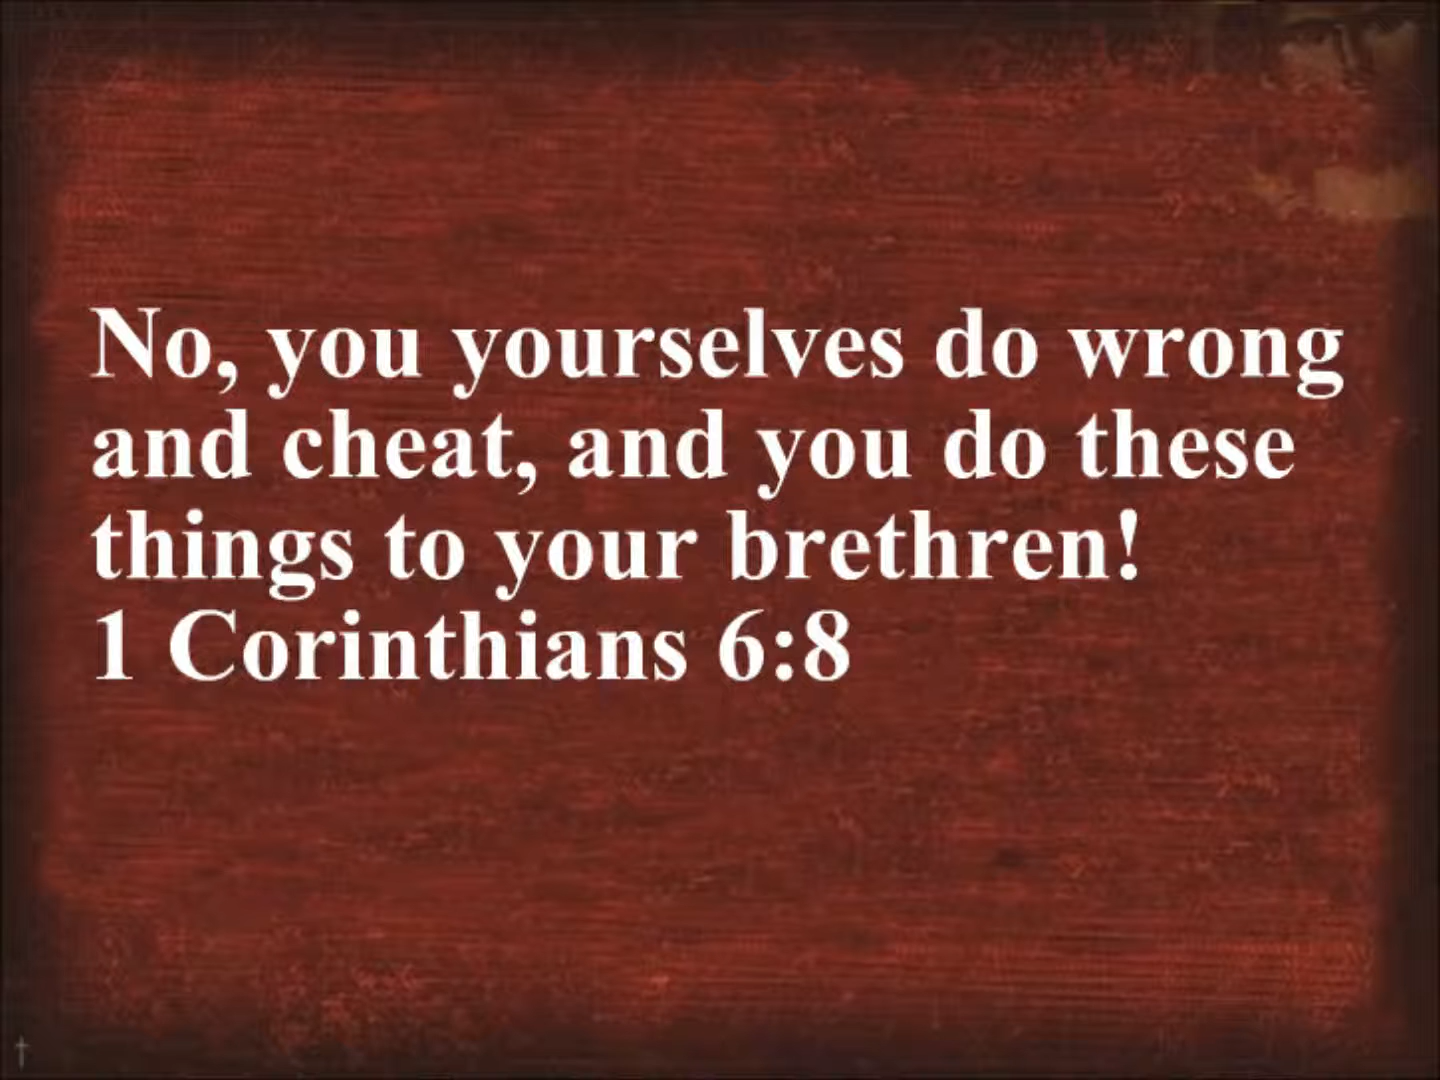 No, you yourselves do wrong
and cheat, and you do these
things to your brethren!
1 Corinthians 6:8